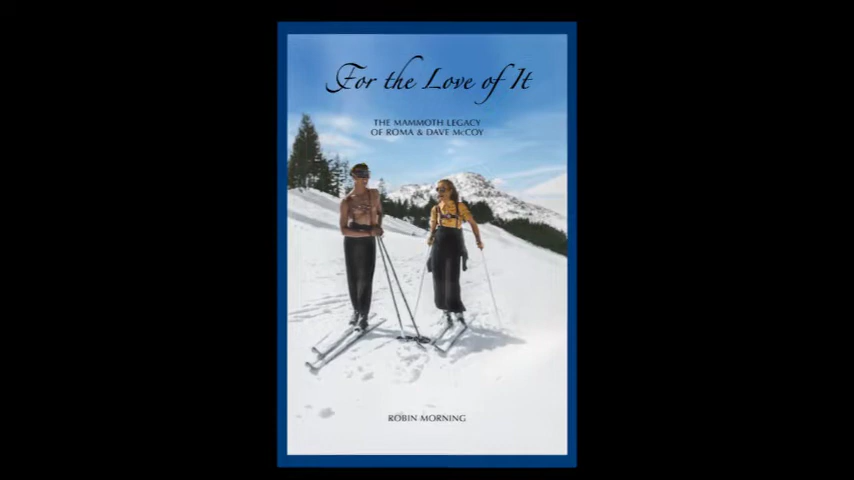 For the Love of It
THE MAMMOTH LEGACY
OF ROMA & DAVE McCOY
ROBIN MORNING